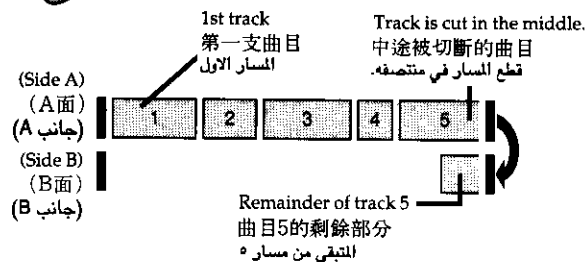 1st track
第一支曲目
المسار الاول
Track is cut in the middle.
中途被切斷的曲目
قطع المسار في منتصفه.
(Side A)
(A面)
(جانب A)
1 2 3 4 5
(Side B)
(B面)
(جانب B)
Remainder of track 5
曲目5的剩餘部分
المتبقي من مسار ٥